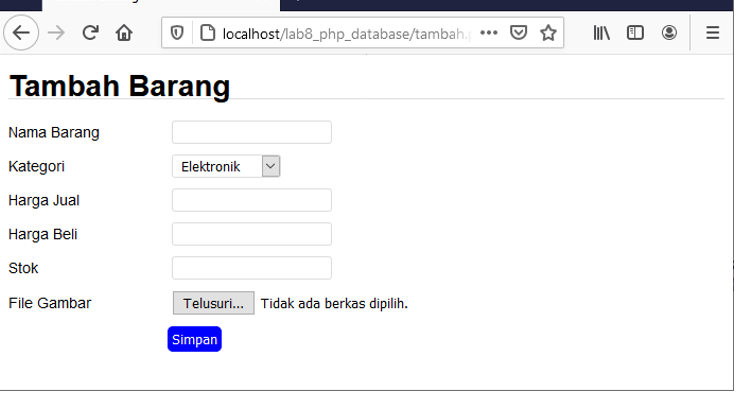 localhost/lab8_php_database/tambah.
Tambah Barang
Nama Barang
Kategori Elektronik
Harga Jual
Harga Beli
Stok
File Gambar Telusuri... Tidak ada berkas dipilih.
Simpan